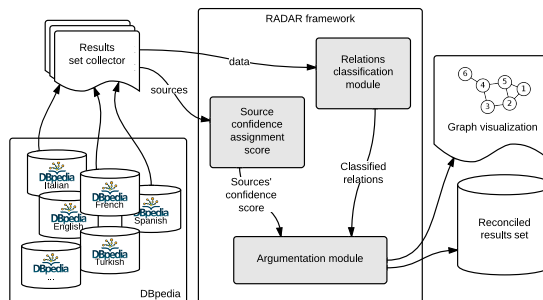 RADAR framework
Results
set collector
data
sources
Relations
classification
module
Source
confidence
assignment
score
Sources'
confidence
score
Classified
relations
Argumentation module
6
4
5
1
3
2
Graph visualization
Reconciled
results set
DBpedia
Italian
DBpedia
French
DBpedia
English
DBpedia
Spanish
DBpedia
Turkish
DBpedia
...
DBpedia